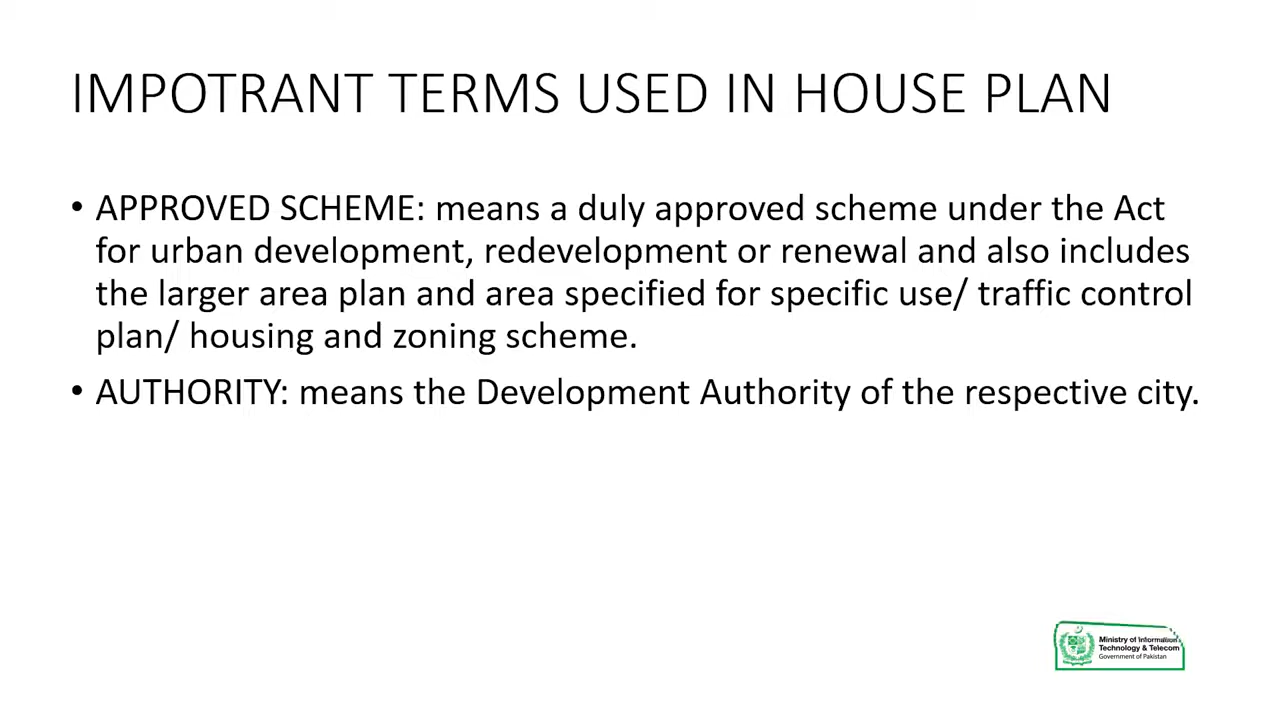 IMPOTRANT TERMS USED IN HOUSE PLAN
• APPROVED SCHEME: means a duly approved scheme under the Act
for urban development, redevelopment or renewal and also includes
the larger area plan and area specified for specific use/ traffic control
plan/ housing and zoning scheme.
• AUTHORITY: means the Development Authority of the respective city.
Ministry of Information
Technology & Telecom
Government of Pakistan